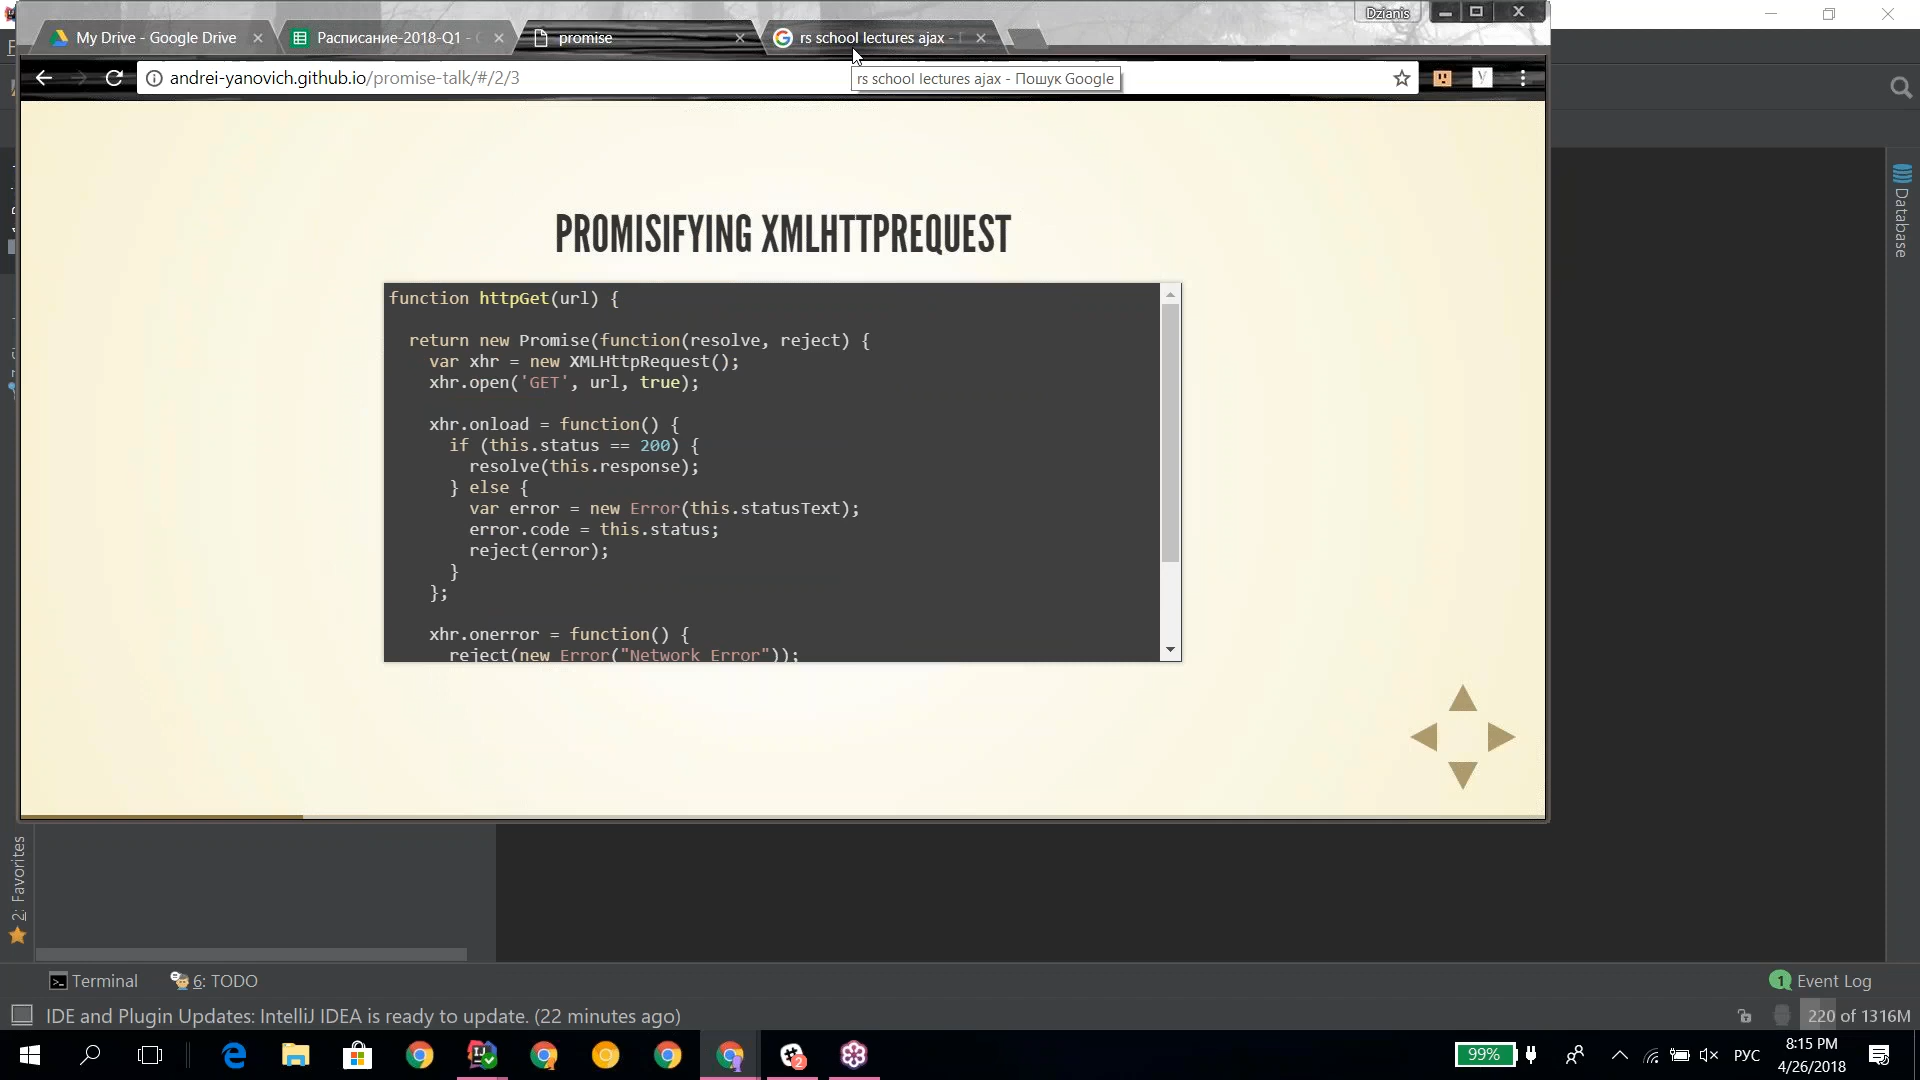 Dzianis
My Drive - Google Drive
Расписание-2018-Q1 -
promise
rs school lectures ajax -
andrei-yanovich.github.io/promise-talk/#/2/3
rs school lectures ajax - Пошук Google
PROMISIFYING XMLHTTPREQUEST
function httpGet(url) {
return new Promise(function(resolve, reject) {
var xhr = new XMLHttpRequest();
xhr.open('GET', url, true);
xhr.onload = function() {
if (this.status == 200) {
resolve(this.response);
} else {
var error = new Error(this.statusText);
error.code = this.status;
reject(error);
}
};
xhr.onerror = function() {
reject(new Error("Network Error"));
Database
2: Favorites
Terminal
6: TODO
1 Event Log
IDE and Plugin Updates: IntelliJ IDEA is ready to update. (22 minutes ago)
220 of 1316M
2
99%
РУС
8:15 PM
4/26/2018